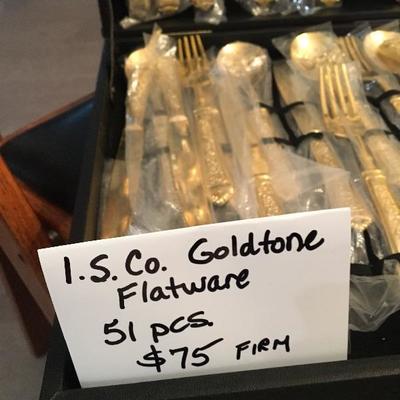 I.S.Co. Goldtone
Flatware
51 pcs.
$75 FIRM